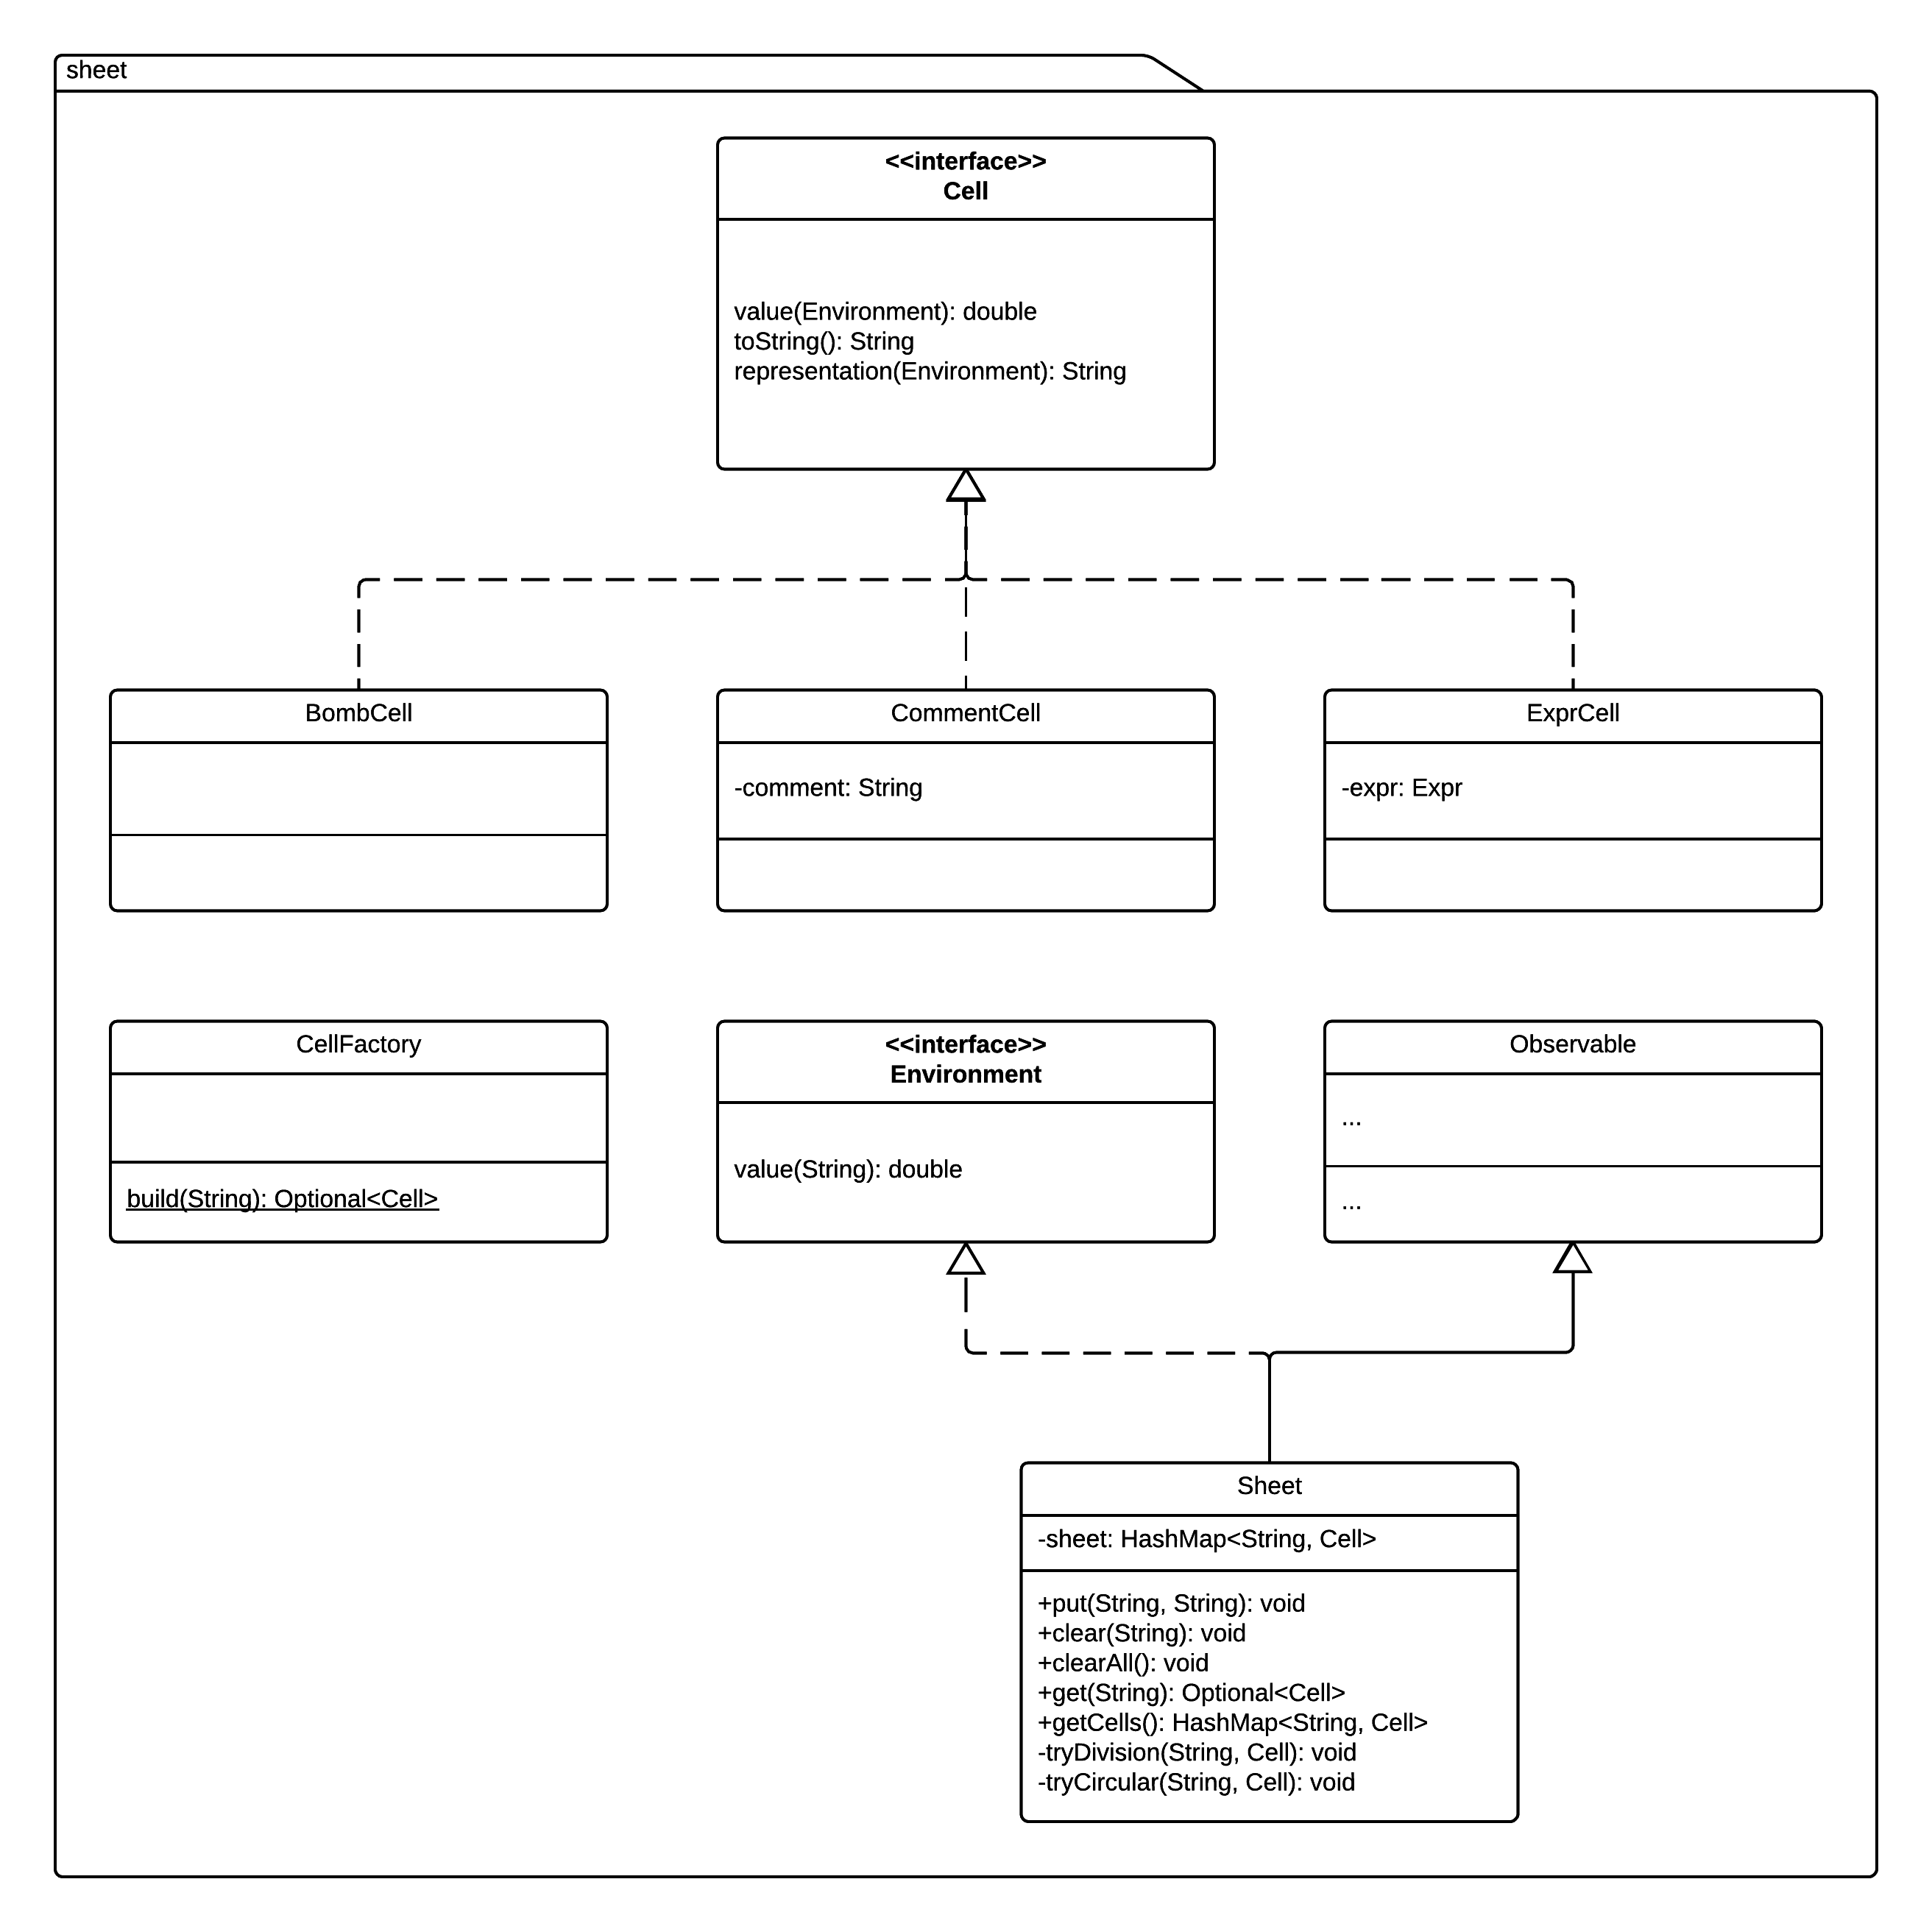 sheet
<<interface>>
Cell
value(Environment): double
toString(): String
representation(Environment): String
BombCell
CommentCell
-comment: String
ExprCell
-expr: Expr
CellFactory
build(String): Optional<Cell>
<<interface>>
Environment
value(String): double
Observable
...
...
Sheet
-sheet: HashMap<String, Cell>
+put(String, String): void
+clear(String): void
+clearAll(): void
+get(String): Optional<Cell>
+getCells(): HashMap<String, Cell>
-tryDivision(String, Cell): void
-tryCircular(String, Cell): void